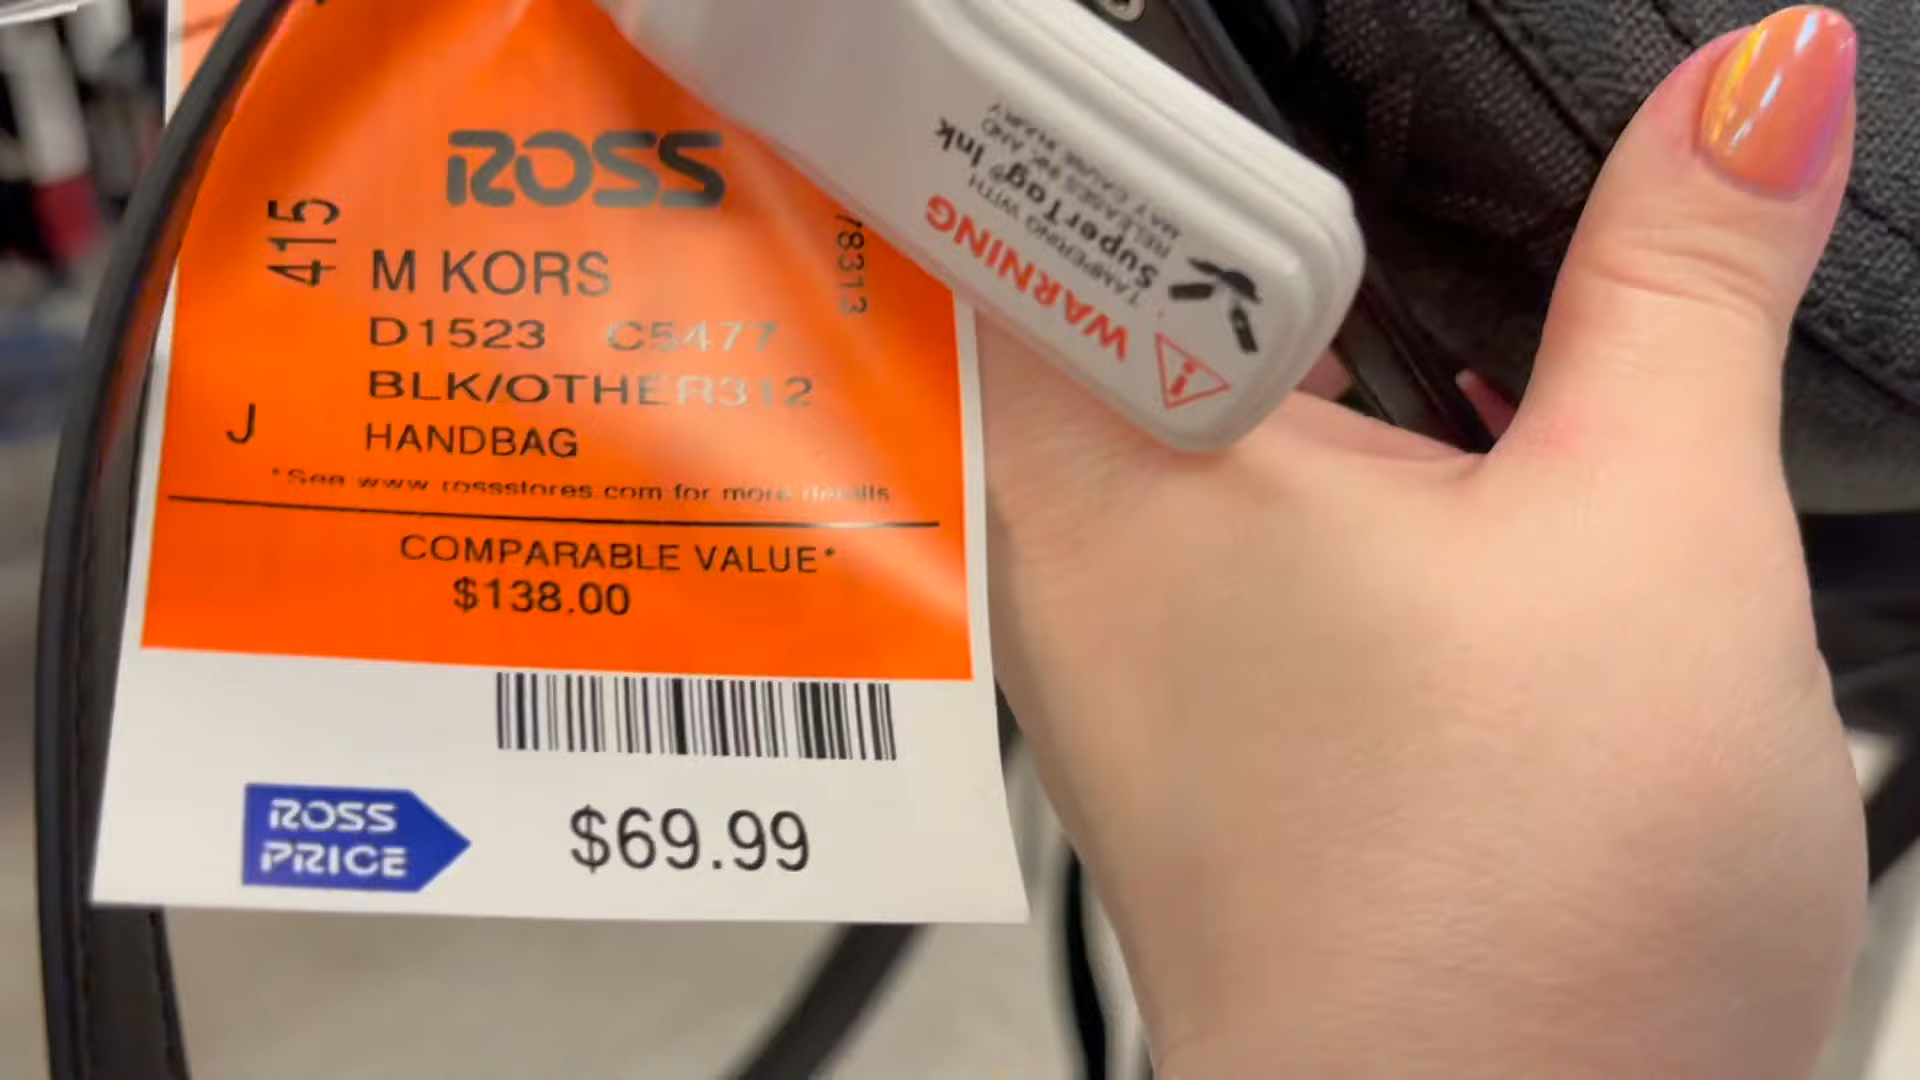 ROSS
415
M KORS
78313
D1523 C5477
BLK/OTHER312
J
HANDBAG
*See www rossstores.com for more details
COMPARABLE VALUE*
$138.00
ROSS
PRICE
$69.99
WARNING
TAMPERING WITH
SuperTag® Ink
RELEASES INK AND
MAY CAUSE INJURY